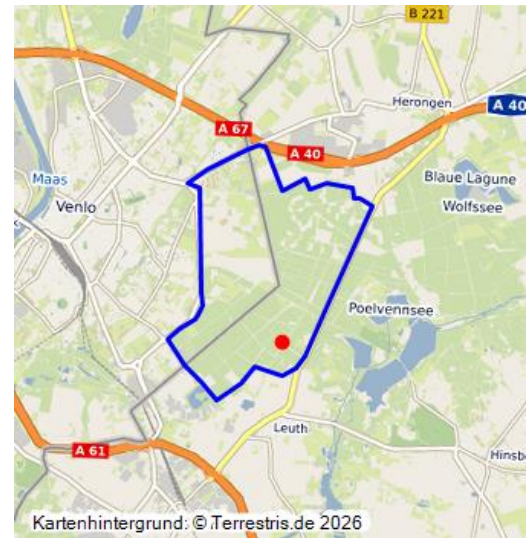 B 221
Herongen
A 40
A 67
A 40
Maas
Blaue Lagune
Venlo
Wolfssee
Poelvennsee
Leuth
A 61
Hinsb
Kartenhintergrund: © Terrestris.de 2026